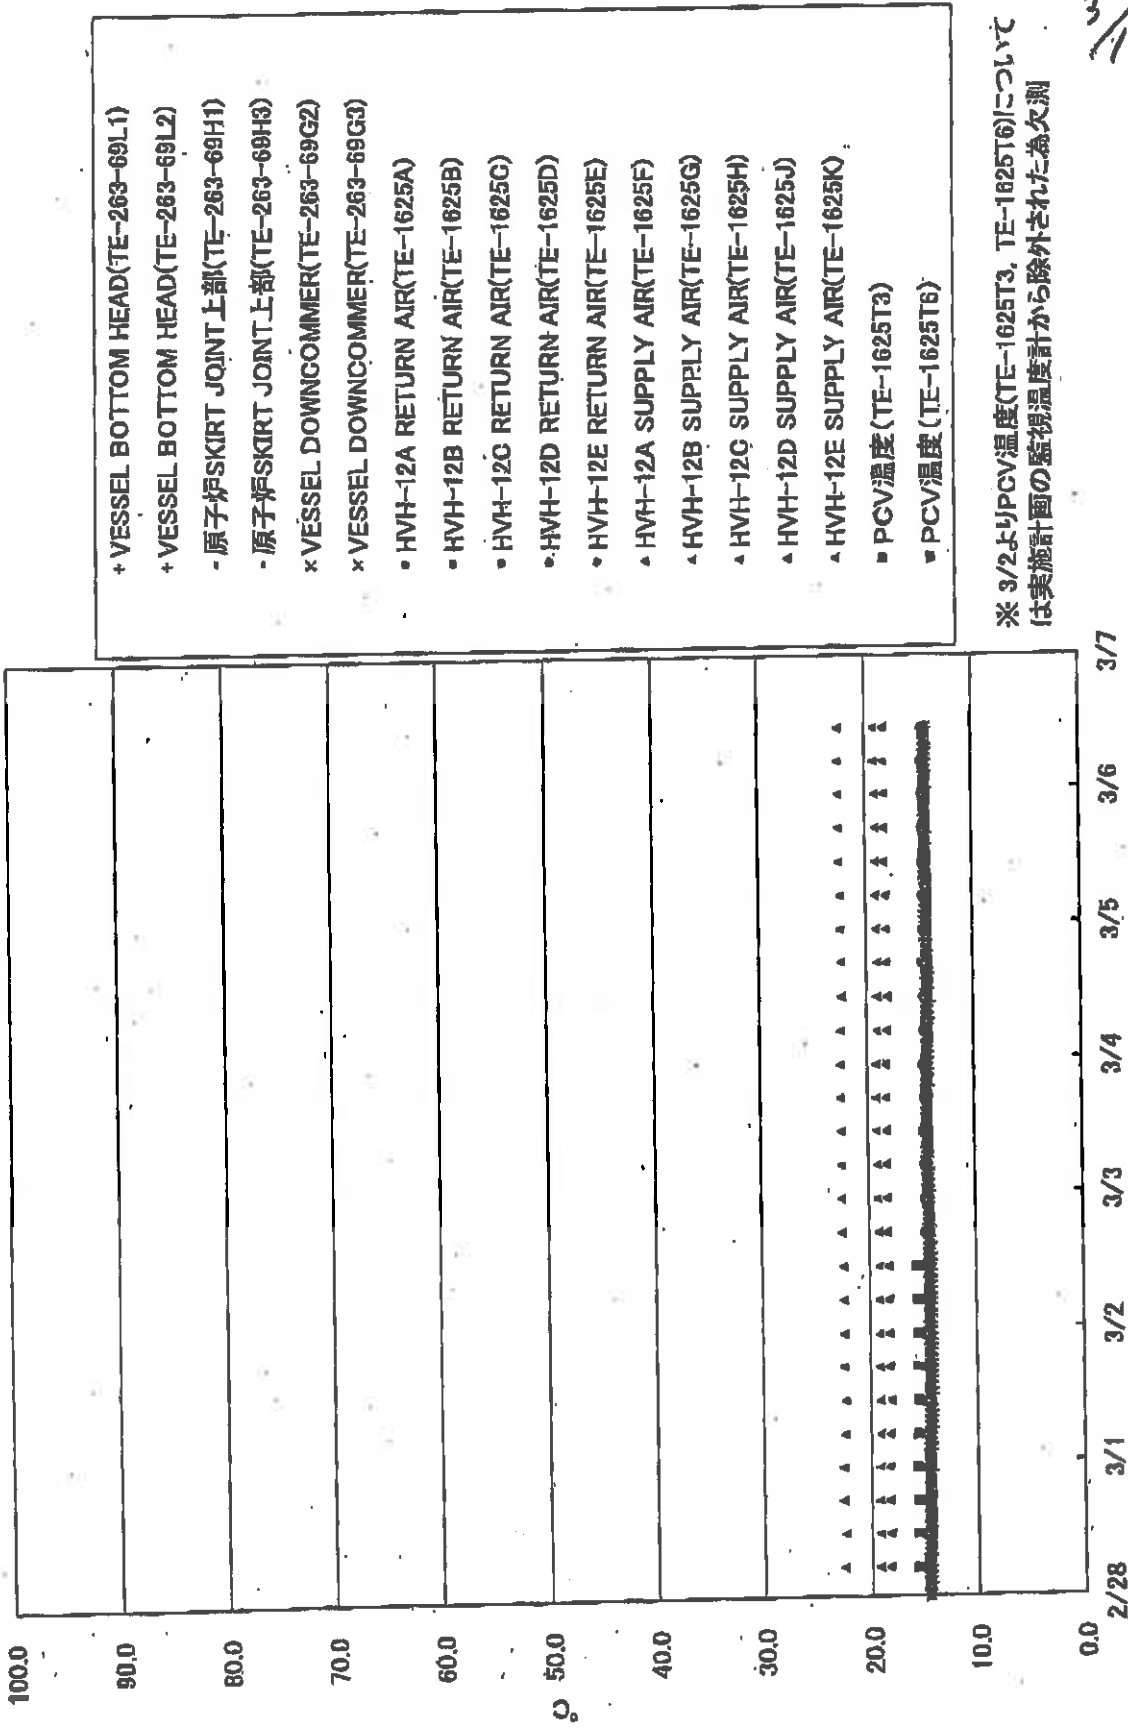 100.0
90.0
80.0
70.0
60.0
50.0
40.0
30.0
20.0
10.0
0.0
℃
2/28
3/1
3/2
3/3
3/4
3/5
3/6
3/7
+ VESSEL BOTTOM HEAD(TE-263-69L1)
+ VESSEL BOTTOM HEAD(TE-263-69L2)
- 原子炉SKIRT JOINT上部(TE-263-69H1)
- 原子炉SKIRT JOINT上部(TE-263-69H3)
× VESSEL DOWNCOMMER(TE-263-69G2)
× VESSEL DOWNCOMMER(TE-263-69G3)
● HVH-12A RETURN AIR(TE-1625A)
● HVH-12B RETURN AIR(TE-1625B)
● HVH-12C RETURN AIR(TE-1625C)
● HVH-12D RETURN AIR(TE-1625D)
● HVH-12E RETURN AIR(TE-1625E)
▲ HVH-12A SUPPLY AIR(TE-1625F)
▲ HVH-12B SUPPLY AIR(TE-1625G)
▲ HVH-12C SUPPLY AIR(TE-1625H)
▲ HVH-12D SUPPLY AIR(TE-1625J)
▲ HVH-12E SUPPLY AIR(TE-1625K)
■ PCV温度(TE-1625T3)
■ PCV温度(TE-1625T6)
※ 3/2よりPCV温度(TE-1625T3, TE-1625T6)について
は実施計画の監視温度計から除外された為欠測